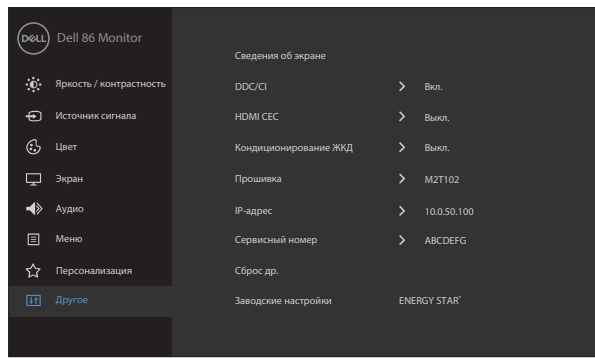 DELL Dell 86 Monitor
Сведения об экране
Яркость / контрастность
DDC/CI > Вкл.
Источник сигнала
HDMI CEC > Выкл.
Цвет
Кондиционирование ЖКД > Выкл.
Экран
Прошивка > M2T102
Аудио
IP-адрес > 10.0.50.100
Меню
Сервисный номер > ABCDEFG
Персонализация
Сброс др.
Другое
Заводские настройки ENERGY STAR®